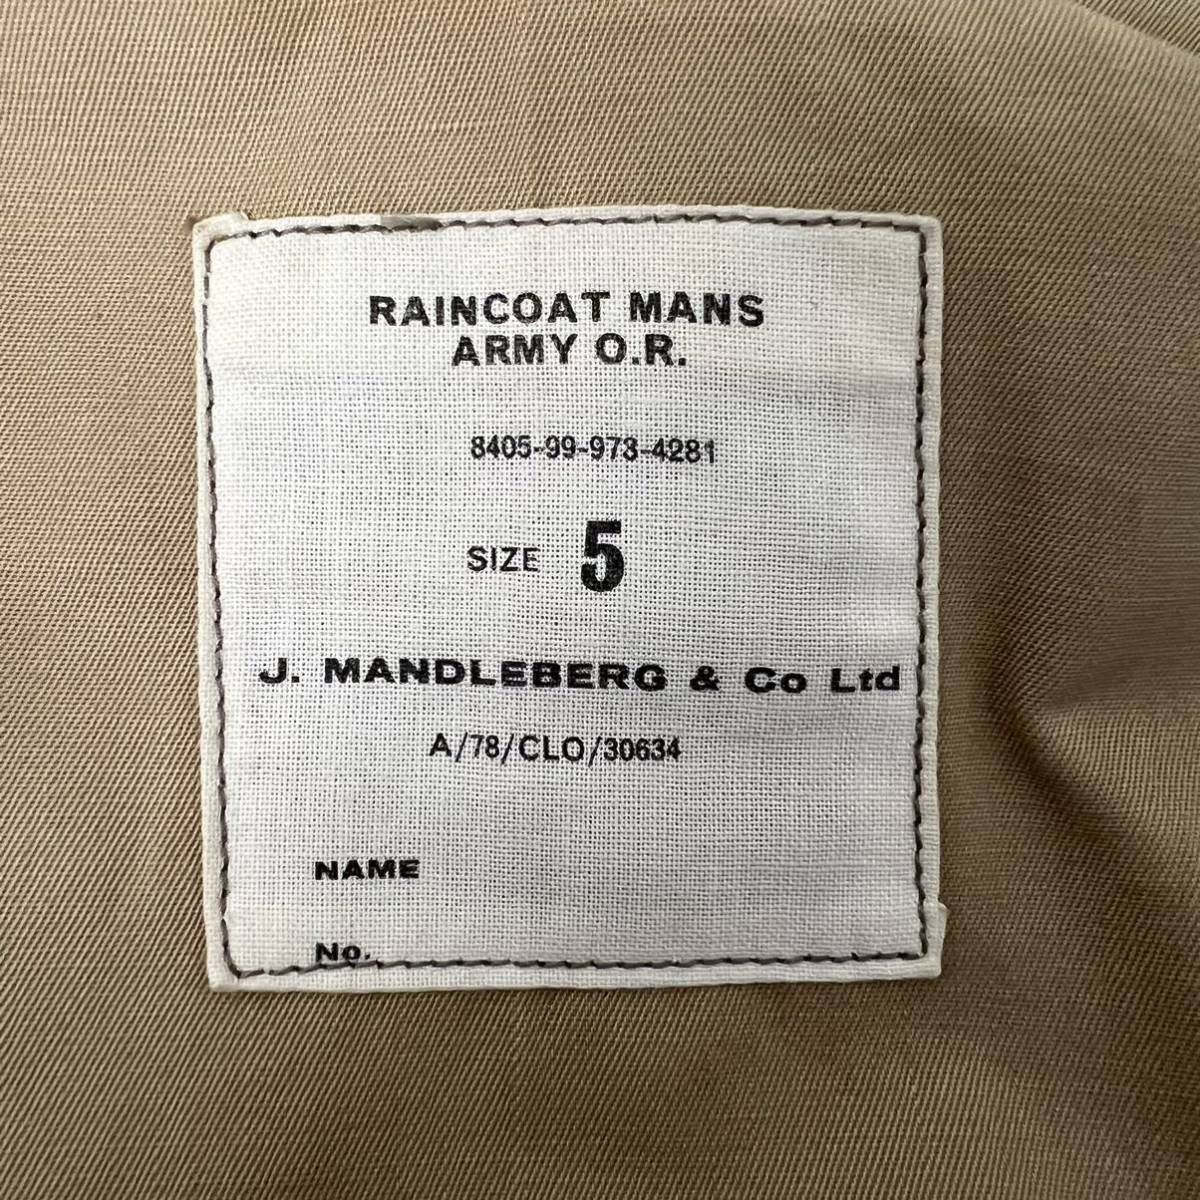 RAINCOAT MANS
ARMY O.R.
8405-99-973-4281
SIZE 5
J. MANDLEBERG & Co Ltd
A/78/CLO/30634
NAME
No.